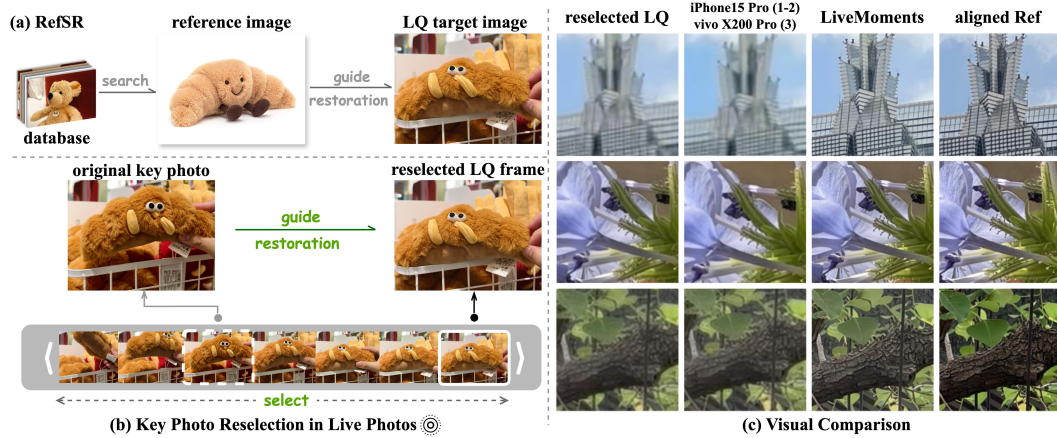 (a) RefSR
reference image
LQ target image
search
guide
restoration
database
original key photo
reselected LQ frame
guide
restoration
select
(b) Key Photo Reselection in Live Photos
reselected LQ
iPhone15 Pro (1-2)
vivo X200 Pro (3)
LiveMoments
aligned Ref
(c) Visual Comparison